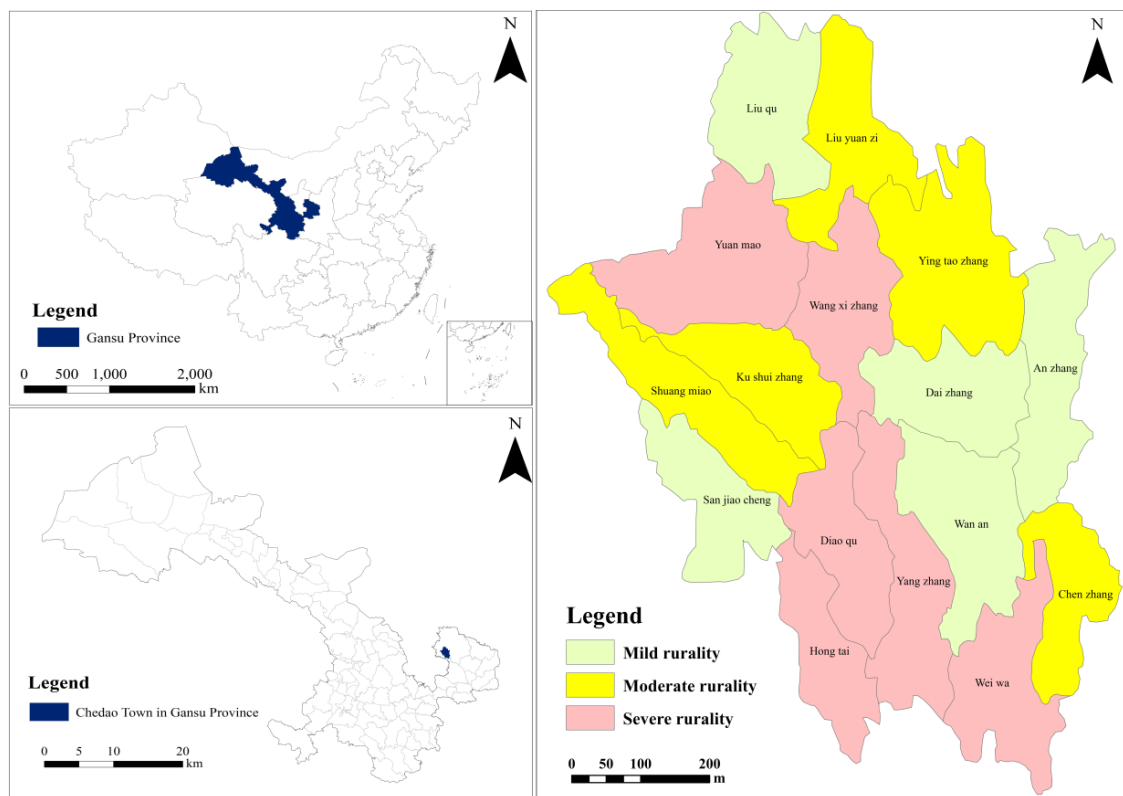 N
Legend
Gansu Province
0 500 1,000 2,000
km
N
Legend
Chedao Town in Gansu Province
0 5 10 20
km
N
Liu qu
Liu yuan zi
Yuan mao
Ying tao zhang
Wang xi zhang
An zhang
Ku shui zhang
Dai zhang
Shuang miao
San jiao cheng
Wan an
Diao qu
Yang zhang
Chen zhang
Hong tai
Wei wa
Legend
Mild rurality
Moderate rurality
Severe rurality
0 50 100 200
m